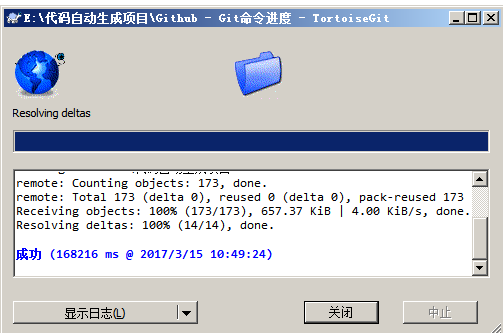 E:\代码自动生成项目\Github - Git命令进度 - TortoiseGit
Resolving deltas
remote: Counting objects: 173, done.
remote: Total 173 (delta 0), reused 0 (delta 0), pack-reused 173
Receiving objects: 100% (173/173), 657.37 KiB | 4.00 KiB/s, done.
Resolving deltas: 100% (14/14), done.
成功 (168216 ms @ 2017/3/15 10:49:24)
显示日志(L)
关闭
中止